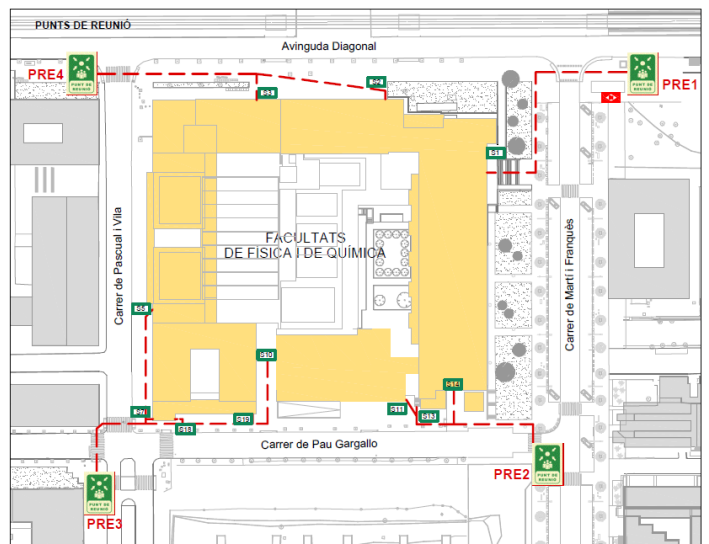 PUNTS DE REUNIÓ
Avinguda Diagonal
PRE4
PUNT DE
REUNIÓ
S3
S2
PUNT DE
REUNIÓ
PRE1
S1
FACULTATS
DE FÍSICA I DE QUÍMICA
Carrer de Pascual i Vila
Carrer de Martí i Franquès
S5
S10
S14
S7
S19
S11
S13
S18
Carrer de Pau Gargallo
PRE2
PUNT DE
REUNIÓ
PUNT DE
REUNIÓ
PRE3